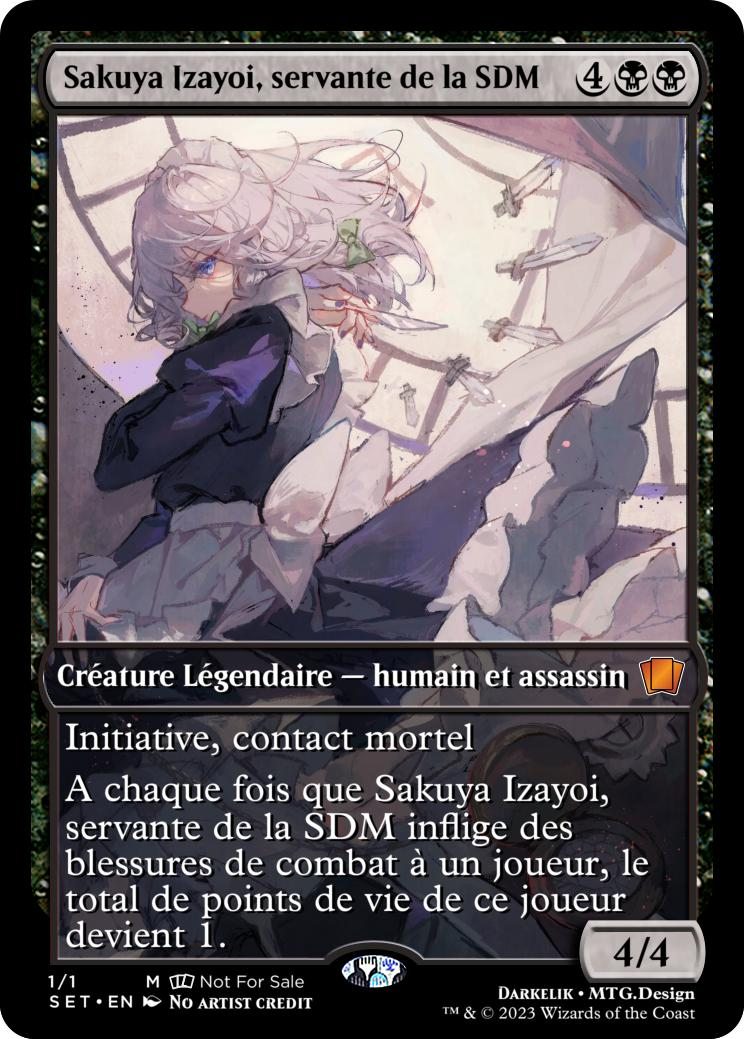 Sakuya Izayoi, servante de la SDM 4
Créature Légendaire — humain et assassin
Initiative, contact mortel
A chaque fois que Sakuya Izayoi,
servante de la SDM inflige des
blessures de combat à un joueur, le
total de points de vie de ce joueur
devient 1.
4/4
1/1 M Not For Sale
SET • EN No artist credit
Darkelik • MTG.Design
™ & © 2023 Wizards of the Coast